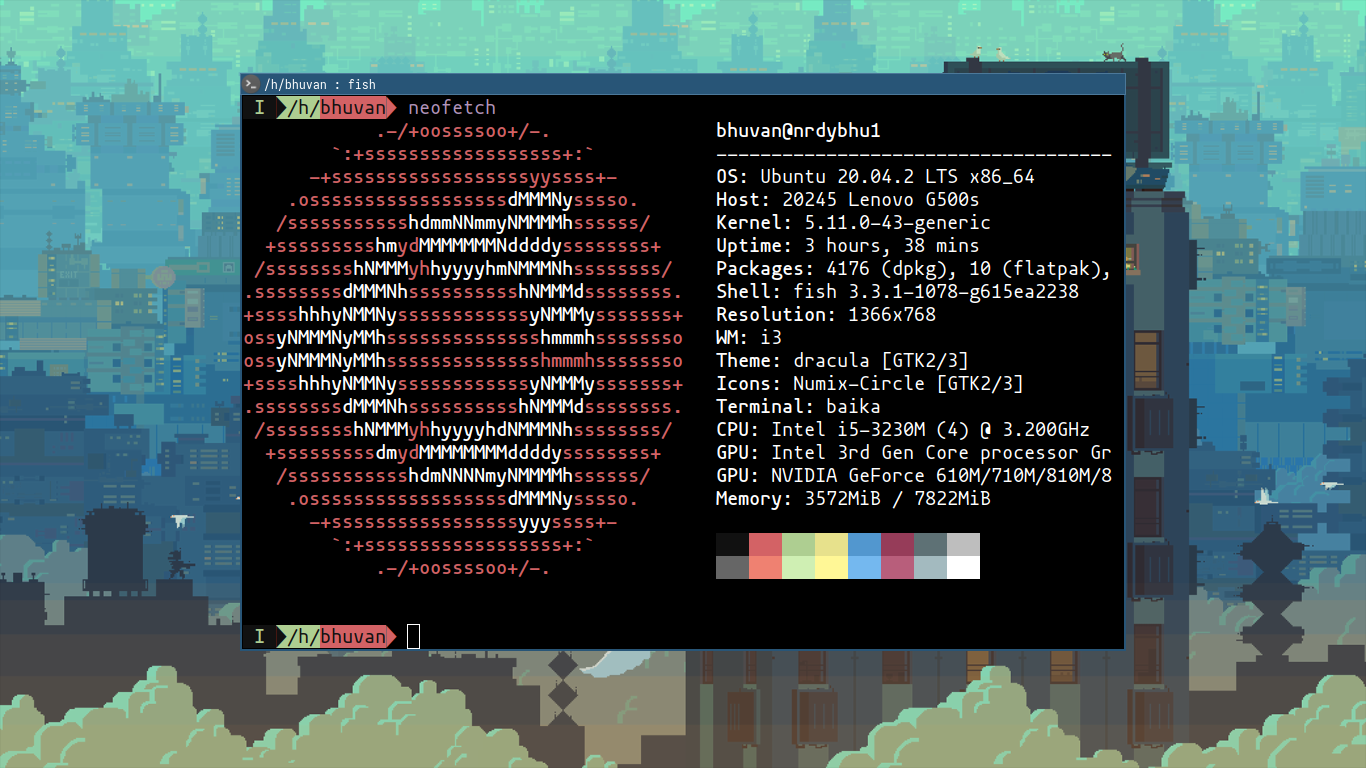 /h/bhuvan : fish
I /h/bhuvan neofetch
.-/+oossssoo+/-.
`:+ssssssssssssssssss+:`
-+ssssssssssssssssssyyssss+-
.ossssssssssssssssssdMMMNysssso.
/ssssssssssshdmmNNmmyNMMMMhssssss/
+ssssssssshmydMMMMMMMNddddyssssssss+
/sssssssshNMMMyhhyyyyhmNMMMNhssssssss/
.ssssssssdMMMNhsssssssssshNMMMdssssssss.
+sssshhhyNMMNyssssssssssssyNMMMysssssss+
ossyNMMMNyMMhsssssssssssssshmmmhssssssso
ossyNMMMNyMMhsssssssssssssshmmmhssssssso
+sssshhhyNMMNyssssssssssssyNMMMysssssss+
.ssssssssdMMMNhsssssssssshNMMMdssssssss.
/sssssssshNMMMyhhyyyyhdNMMMNhssssssss/
+sssssssssdmydMMMMMMMMddddyssssssss+
/ssssssssssshdmNNNNmyNMMMMhssssss/
.ossssssssssssssssssdMMMNysssso.
-+sssssssssssssssssyyyssss+-
`:+ssssssssssssssssss+:`
.-/+oossssoo+/-.
bhuvan@nrdybhu1
------------------------------------
OS: Ubuntu 20.04.2 LTS x86_64
Host: 20245 Lenovo G500s
Kernel: 5.11.0-43-generic
Uptime: 3 hours, 38 mins
Packages: 4176 (dpkg), 10 (flatpak),
Shell: fish 3.3.1-1078-g615ea2238
Resolution: 1366x768
WM: i3
Theme: dracula [GTK2/3]
Icons: Numix-Circle [GTK2/3]
Terminal: baika
CPU: Intel i5-3230M (4) @ 3.200GHz
GPU: Intel 3rd Gen Core processor Gr
GPU: NVIDIA GeForce 610M/710M/810M/8
Memory: 3572MiB / 7822MiB
I /h/bhuvan